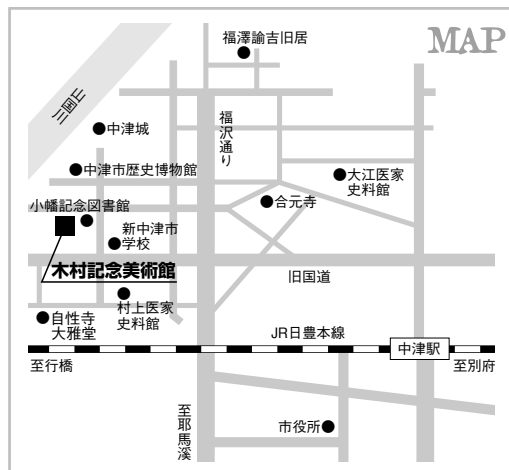 MAP
福澤諭吉旧居
山国川
中津城
福沢通り
中津市歴史博物館
大江医家
史料館
小幡記念図書館
合元寺
新中津市
学校
木村記念美術館
旧国道
村上医家
史料館
自性寺
大雅堂
JR日豊本線
中津駅
至行橋
至別府
至耶馬溪
市役所